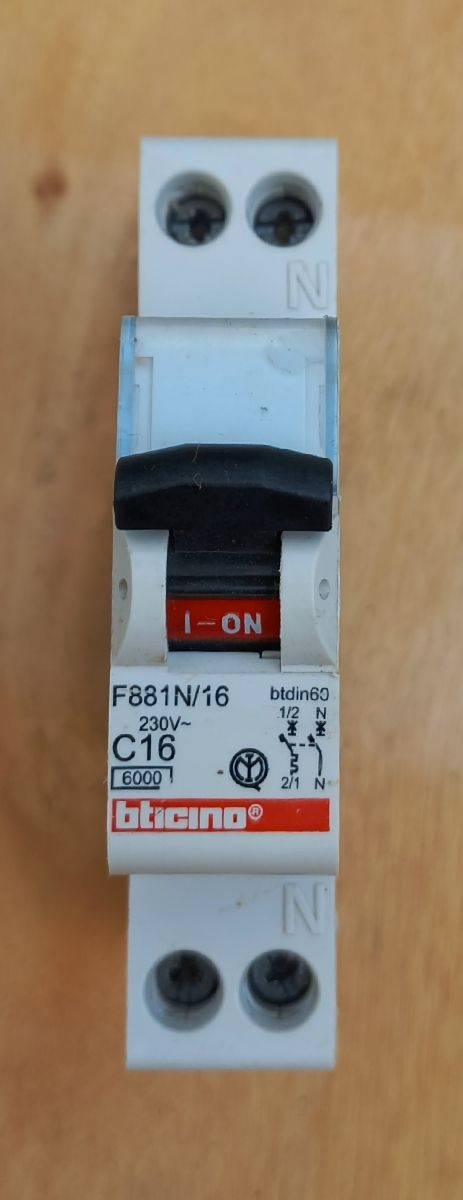 N
I - ON
F881N/16 btdin60
230V~
C16
6000
1/2 N
2/1 N
bticino®
N